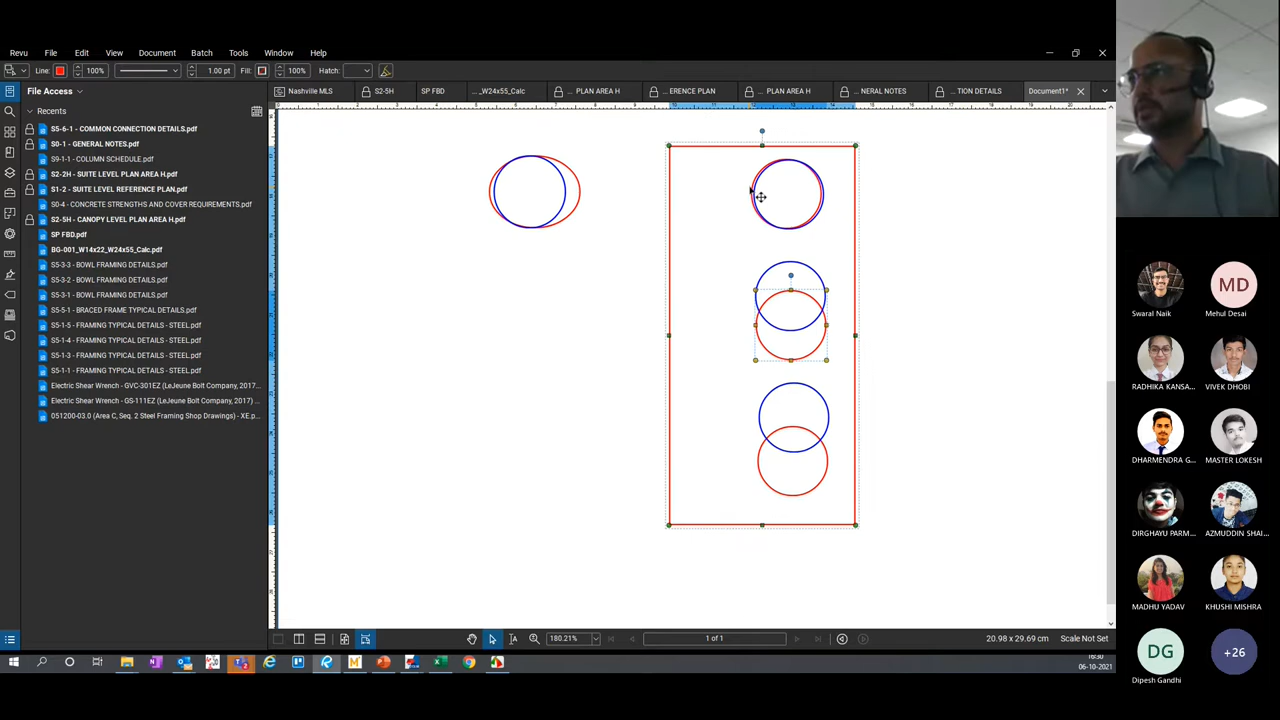 Revu File Edit View Document Batch Tools Window Help
Line: 100% 1.00 pt Fill: 100% Hatch:
File Access
Nashville MLS S2-5H SP FBD ..._W24x55_Calc PLAN AREA H ... ERENCE PLAN PLAN AREA H ... NERAL NOTES ... TION DETAILS Document1*
Recents
S5-6-1 - COMMON CONNECTION DETAILS.pdf
S0-1 - GENERAL NOTES.pdf
S9-1-1 - COLUMN SCHEDULE.pdf
S2-2H - SUITE LEVEL PLAN AREA H.pdf
S1-2 - SUITE LEVEL REFERENCE PLAN.pdf
S0-4 - CONCRETE STRENGTHS AND COVER REQUIREMENTS.pdf
S2-5H - CANOPY LEVEL PLAN AREA H.pdf
SP FBD.pdf
BG-001_W14x22_W24x55_Calc.pdf
S5-3-3 - BOWL FRAMING DETAILS.pdf
S5-3-2 - BOWL FRAMING DETAILS.pdf
S5-3-1 - BOWL FRAMING DETAILS.pdf
S5-5-1 - BRACED FRAME TYPICAL DETAILS.pdf
S5-1-5 - FRAMING TYPICAL DETAILS - STEEL.pdf
S5-1-4 - FRAMING TYPICAL DETAILS - STEEL.pdf
S5-1-3 - FRAMING TYPICAL DETAILS - STEEL.pdf
S5-1-1 - FRAMING TYPICAL DETAILS - STEEL.pdf
Electric Shear Wrench - GVC-301EZ (LeJeune Bolt Company, 2017)...
Electric Shear Wrench - GS-111EZ (LeJeune Bolt Company, 2017) ...
051200-03.0 (Area C, Seq. 2 Steel Framing Shop Drawings) - XE.p...
180.21% 1 of 1 20.98 x 29.69 cm Scale Not Set
16:30
06-10-2021
MD
Swaral Naik Mehul Desai
RADHIKA KANSA... VIVEK DHOBI
DHARMENDRA G... MASTER LOKESH
DIRGHAYU PARM... AZMUDDIN SHAI...
MADHU YADAV KHUSHI MISHRA
DG +26
Dipesh Gandhi